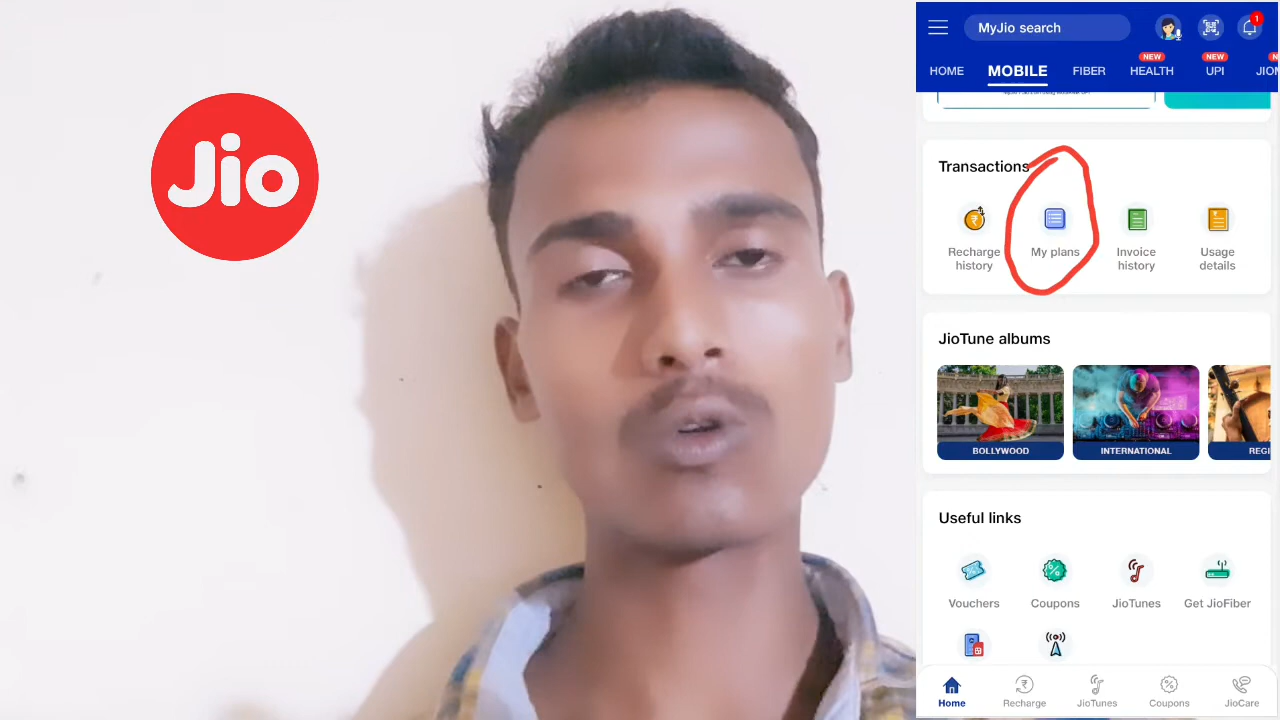 Jio
MyJio search
1
HOME
MOBILE
FIBER
NEW
HEALTH
NEW
UPI
Transactions
Recharge history
My plans
Invoice history
Usage details
JioTune albums
BOLLYWOOD
INTERNATIONAL
Useful links
Vouchers
Coupons
JioTunes
Get JioFiber
Home
Recharge
JioTunes
Coupons
JioCare